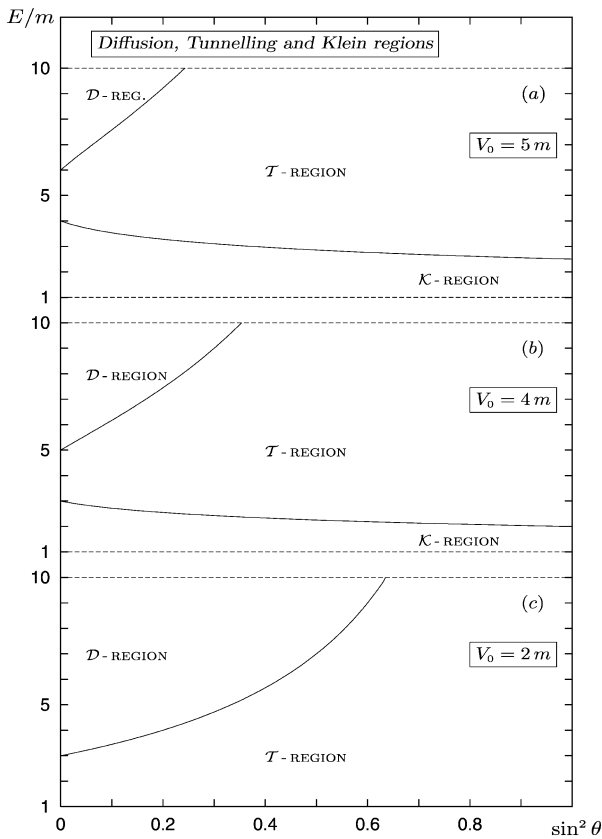 E/m
Diffusion, Tunnelling and Klein regions
10
𝒟 - REG.
(a)
V₀ = 5 m
𝒯 - REGION
5
𝒦 - REGION
1
10
(b)
𝒟 - REGION
V₀ = 4 m
𝒯 - REGION
5
𝒦 - REGION
1
10
(c)
𝒟 - REGION
V₀ = 2 m
5
𝒯 - REGION
1
0 0.2 0.4 0.6 0.8
sin² θ